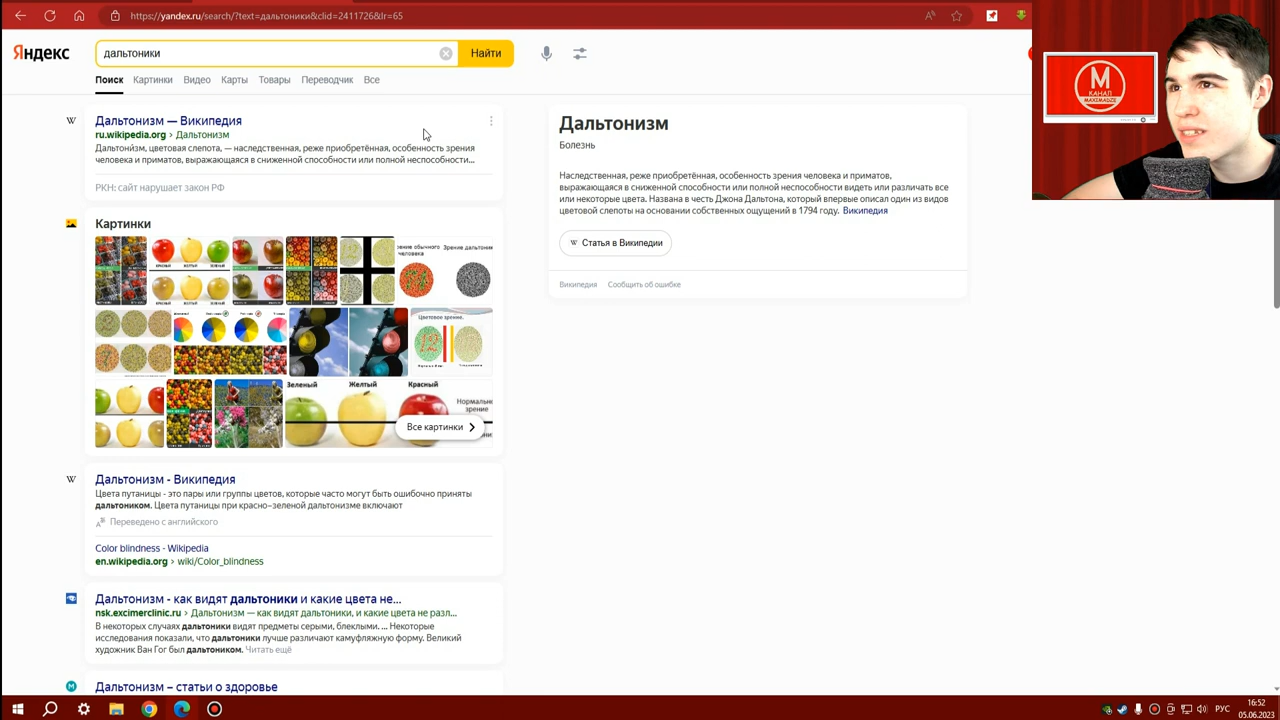 https://yandex.ru/search/?text=дальтоники&clid=2411726&lr=65
Яндекс
дальтоники
Найти
Поиск Картинки Видео Карты Товары Переводчик Все
Дальтонизм — Википедия
ru.wikipedia.org › Дальтонизм
Дальтони́зм, цветовая слепота, — наследственная, реже приобретённая, особенность зрения
человека и приматов, выражающаяся в сниженной способности или полной неспособности...
РКН: сайт нарушает закон РФ
Картинки
Зеленый Желтый Красный
Все картинки
Дальтонизм - Википедия
Цвета путаницы - это пары или группы цветов, которые часто могут быть ошибочно приняты
дальтоником. Цвета путаницы при красно–зеленой дальтонизме включают
Переведено с английского
Color blindness - Wikipedia
en.wikipedia.org › wiki/Color_blindness
Дальтонизм - как видят дальтоники и какие цвета не...
nsk.excimerclinic.ru › Дальтонизм — как видят дальтоники, и какие цвета не разл...
В некоторых случаях дальтоники видят предметы серыми, блеклыми. ... Некоторые
исследования показали, что дальтоники лучше различают камуфляжную форму. Великий
художник Ван Гог был дальтоником. Читать ещё
Дальтонизм – статьи о здоровье
Дальтонизм
Болезнь
Наследственная, реже приобретённая, особенность зрения человека и приматов,
выражающаяся в сниженной способности или полной неспособности видеть или различать все
или некоторые цвета. Названа в честь Джона Дальтона, который впервые описал один из видов
цветовой слепоты на основании собственных ощущений в 1794 году. Википедия
Статья в Википедии
Википедия Сообщить об ошибке
М
КАНАЛ
MAXIMADZE
РУС
16:52
05.06.2023